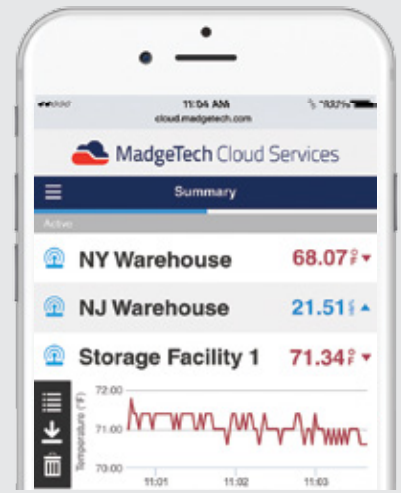 11:04 AM
cloud.madgetech.com
MadgeTech Cloud Services
Summary
Active
NY Warehouse 68.07 °F
NJ Warehouse 21.51
Storage Facility 1 71.34 °F
Temperature (°F)
72.00
71.00
70.00
11:01 11:02 11:03